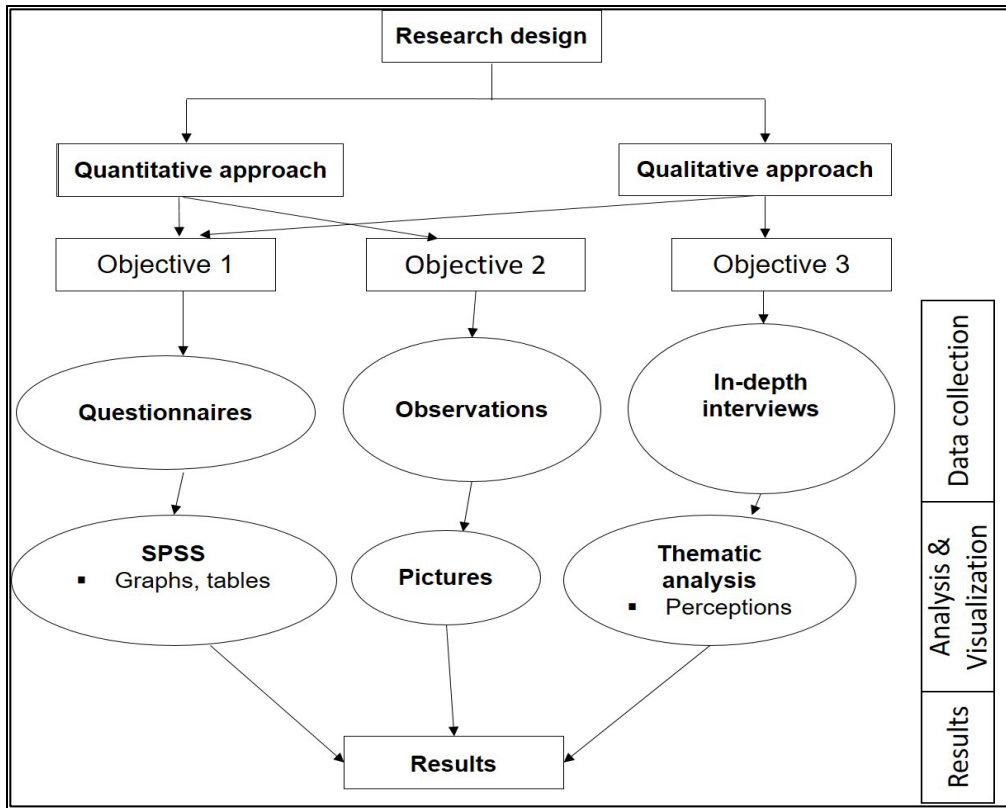 Research design
Quantitative approach
Qualitative approach
Objective 1
Objective 2
Objective 3
Questionnaires
Observations
In-depth
interviews
Data collection
SPSS
▪ Graphs, tables
Pictures
Thematic
analysis
▪ Perceptions
Analysis &
Visualization
Results
Results